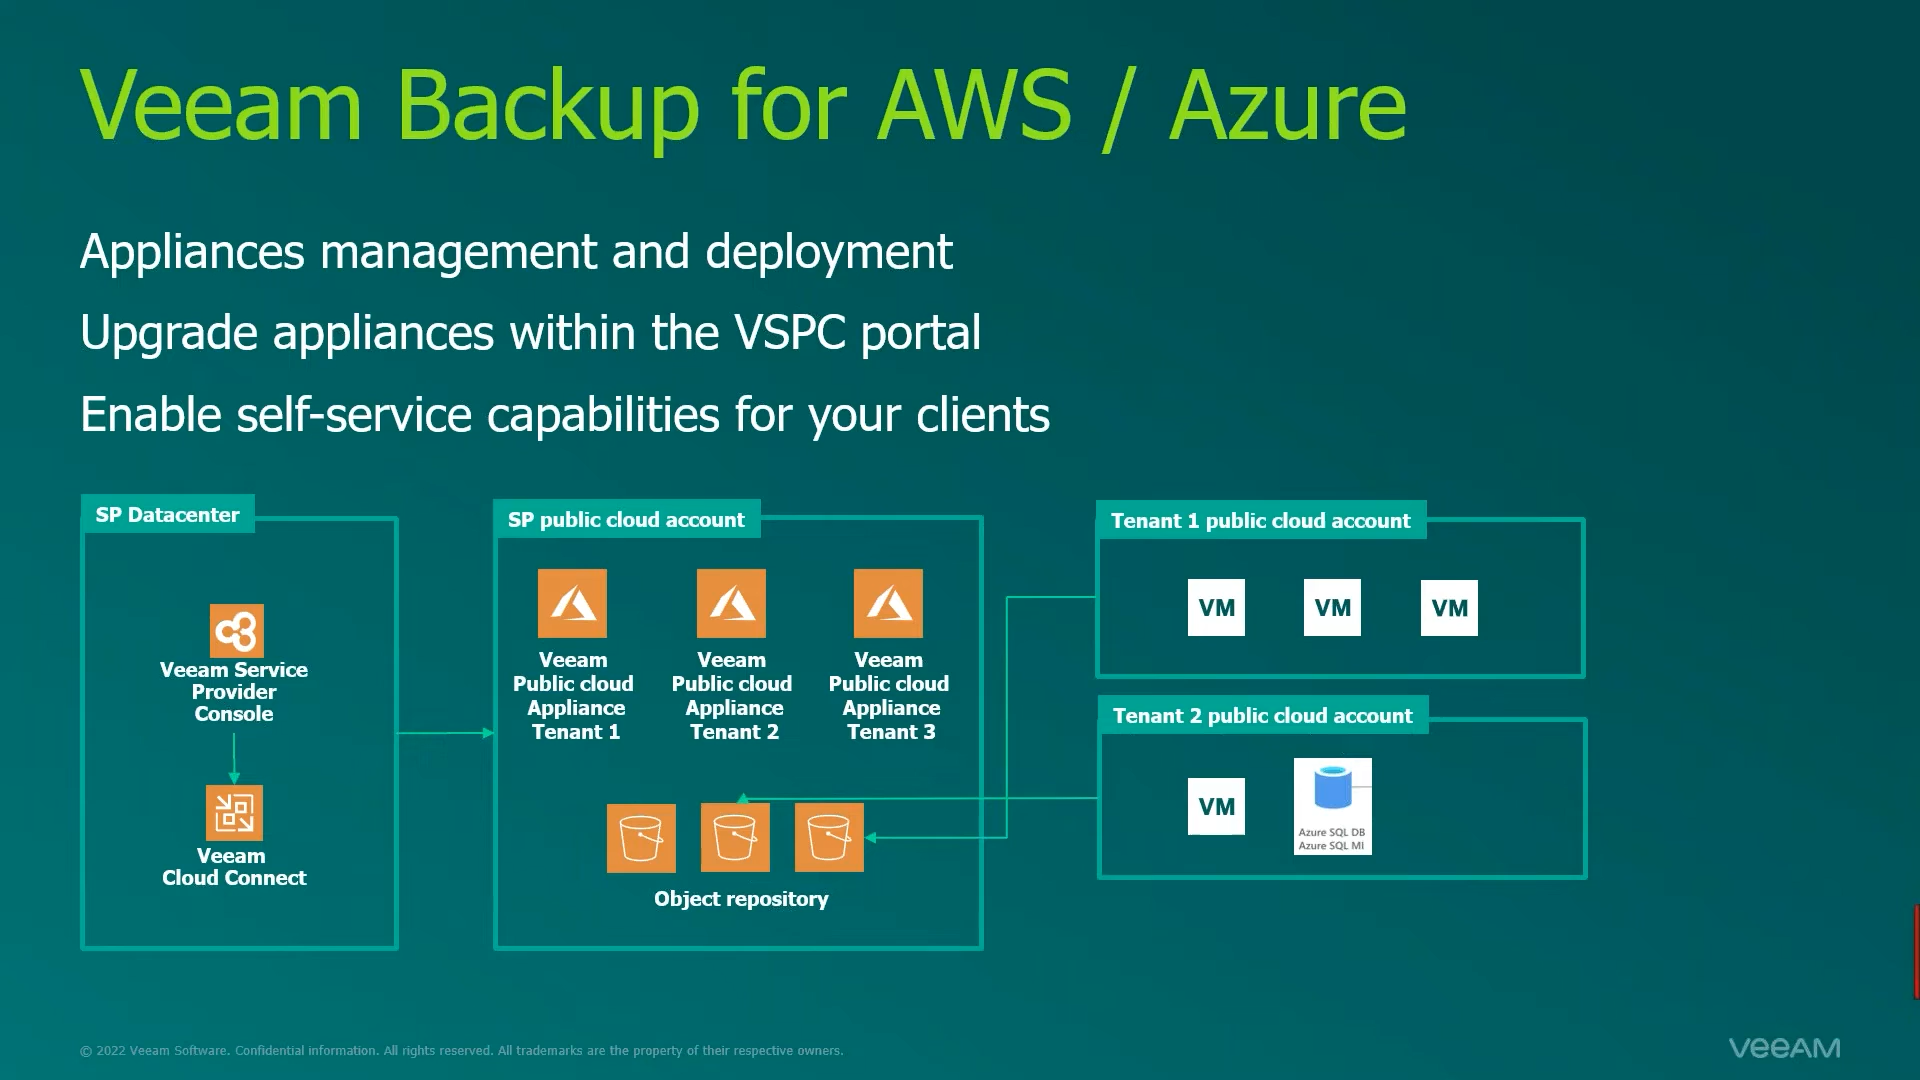 Veeam Backup for AWS / Azure
Appliances management and deployment
Upgrade appliances within the VSPC portal
Enable self-service capabilities for your clients
SP Datacenter
Veeam Service
Provider
Console
Veeam
Cloud Connect
SP public cloud account
Veeam
Public cloud
Appliance
Tenant 1
Veeam
Public cloud
Appliance
Tenant 2
Veeam
Public cloud
Appliance
Tenant 3
Object repository
Tenant 1 public cloud account
VM
VM
VM
Tenant 2 public cloud account
VM
Azure SQL DB
Azure SQL MI
© 2022 Veeam Software. Confidential information. All rights reserved. All trademarks are the property of their respective owners.
VeeAM